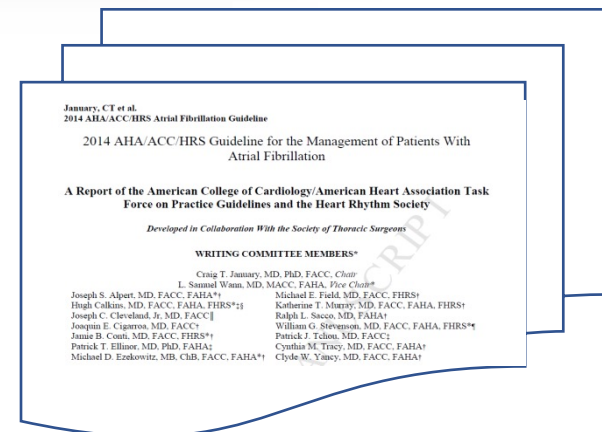 January, CT et al.
2014 AHA/ACC/HRS Atrial Fibrillation Guideline
2014 AHA/ACC/HRS Guideline for the Management of Patients With
Atrial Fibrillation
A Report of the American College of Cardiology/American Heart Association Task
Force on Practice Guidelines and the Heart Rhythm Society
Developed in Collaboration With the Society of Thoracic Surgeons
WRITING COMMITTEE MEMBERS*
Craig T. January, MD, PhD, FACC, Chair
L. Samuel Wann, MD, MACC, FAHA, Vice Chair*
Joseph S. Alpert, MD, FACC, FAHA*† Michael E. Field, MD, FACC, FHRS†
Hugh Calkins, MD, FACC, FAHA, FHRS*‡§ Katherine T. Murray, MD, FACC, FAHA, FHRS†
Joseph C. Cleveland, Jr, MD, FACC║ Ralph L. Sacco, MD, FAHA†
Joaquin E. Cigarroa, MD, FACC† William G. Stevenson, MD, FACC, FAHA, FHRS*¶
Jamie B. Conti, MD, FACC, FHRS*† Patrick J. Tchou, MD, FACC‡
Patrick T. Ellinor, MD, PhD, FAHA‡ Cynthia M. Tracy, MD, FACC, FAHA†
Michael D. Ezekowitz, MB, ChB, FACC, FAHA*† Clyde W. Yancy, MD, FACC, FAHA†